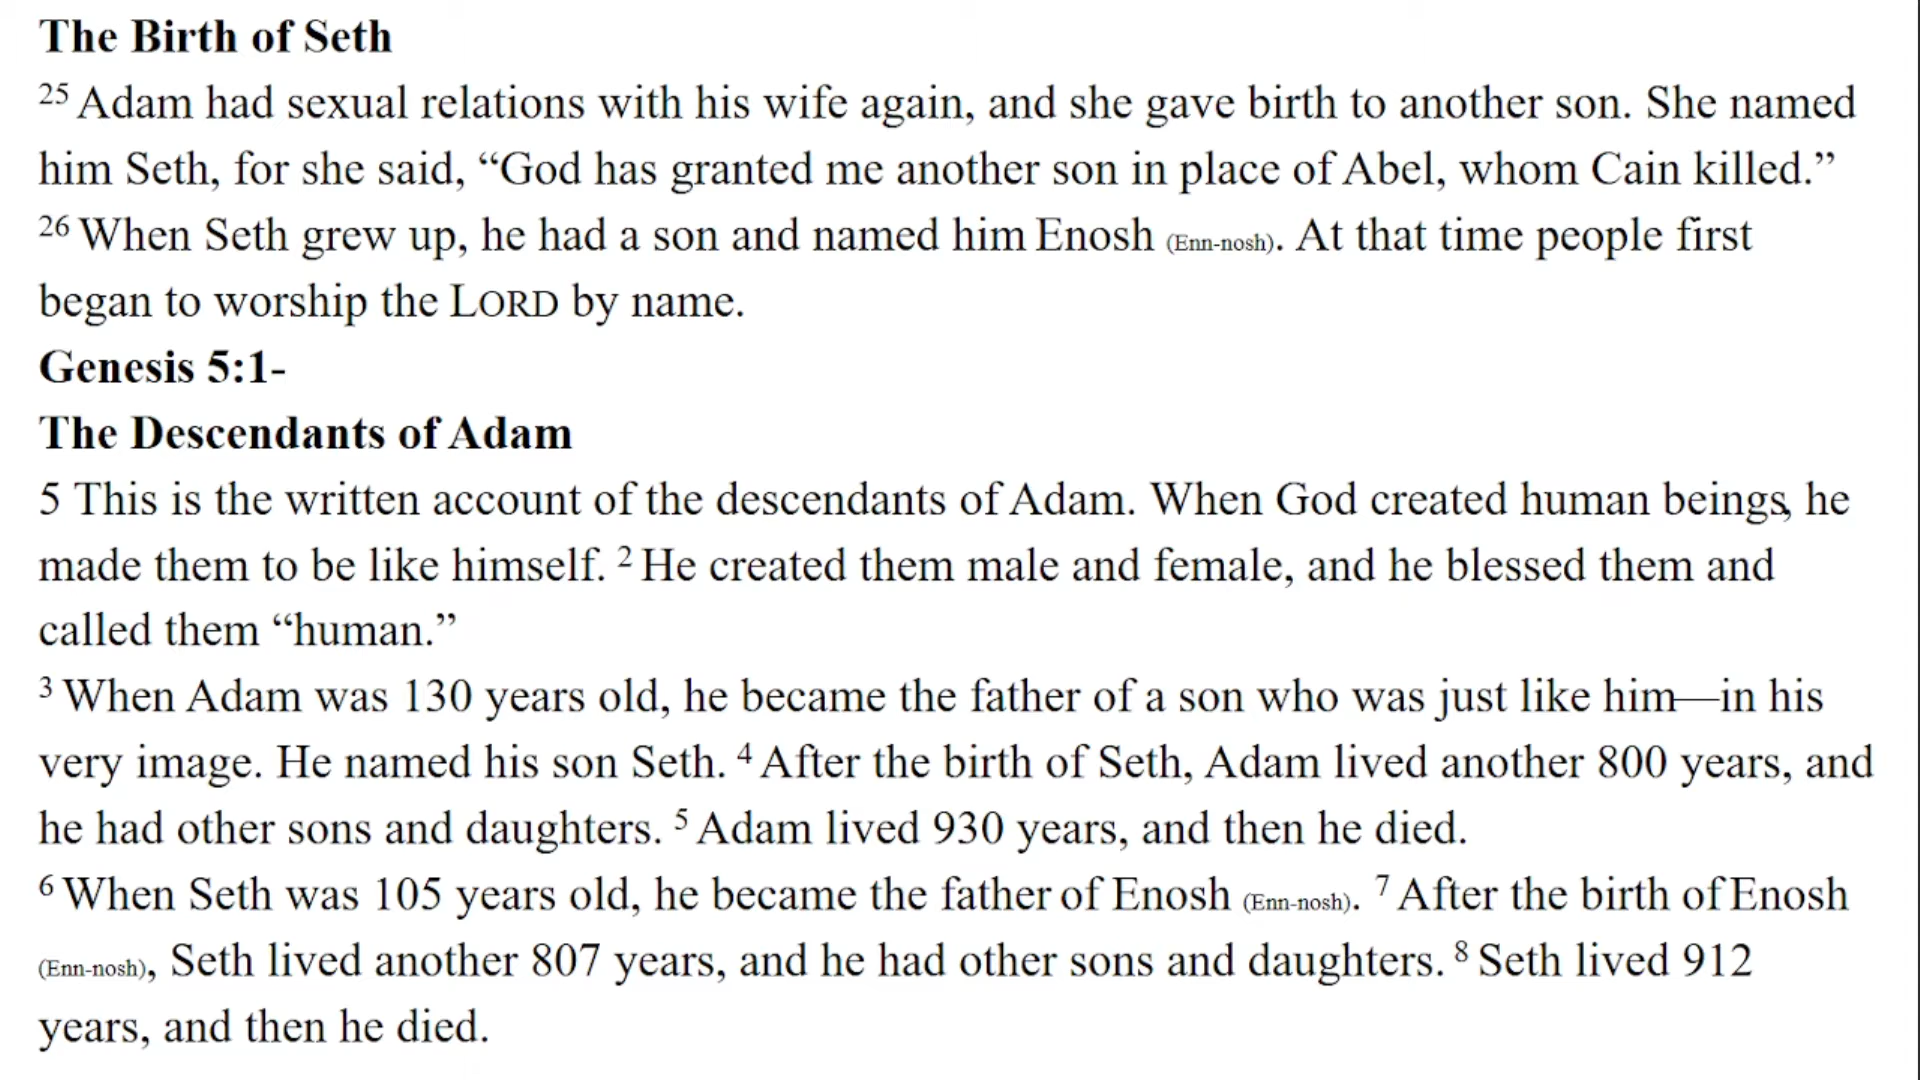 The Birth of Seth
25 Adam had sexual relations with his wife again, and she gave birth to another son. She named
him Seth, for she said, “God has granted me another son in place of Abel, whom Cain killed.”
26 When Seth grew up, he had a son and named him Enosh (Enn-nosh). At that time people first
began to worship the LORD by name.
Genesis 5:1-
The Descendants of Adam
5 This is the written account of the descendants of Adam. When God created human beings, he
made them to be like himself. 2 He created them male and female, and he blessed them and
called them “human.”
3 When Adam was 130 years old, he became the father of a son who was just like him—in his
very image. He named his son Seth. 4 After the birth of Seth, Adam lived another 800 years, and
he had other sons and daughters. 5 Adam lived 930 years, and then he died.
6 When Seth was 105 years old, he became the father of Enosh (Enn-nosh). 7 After the birth of Enosh
(Enn-nosh), Seth lived another 807 years, and he had other sons and daughters. 8 Seth lived 912
years, and then he died.